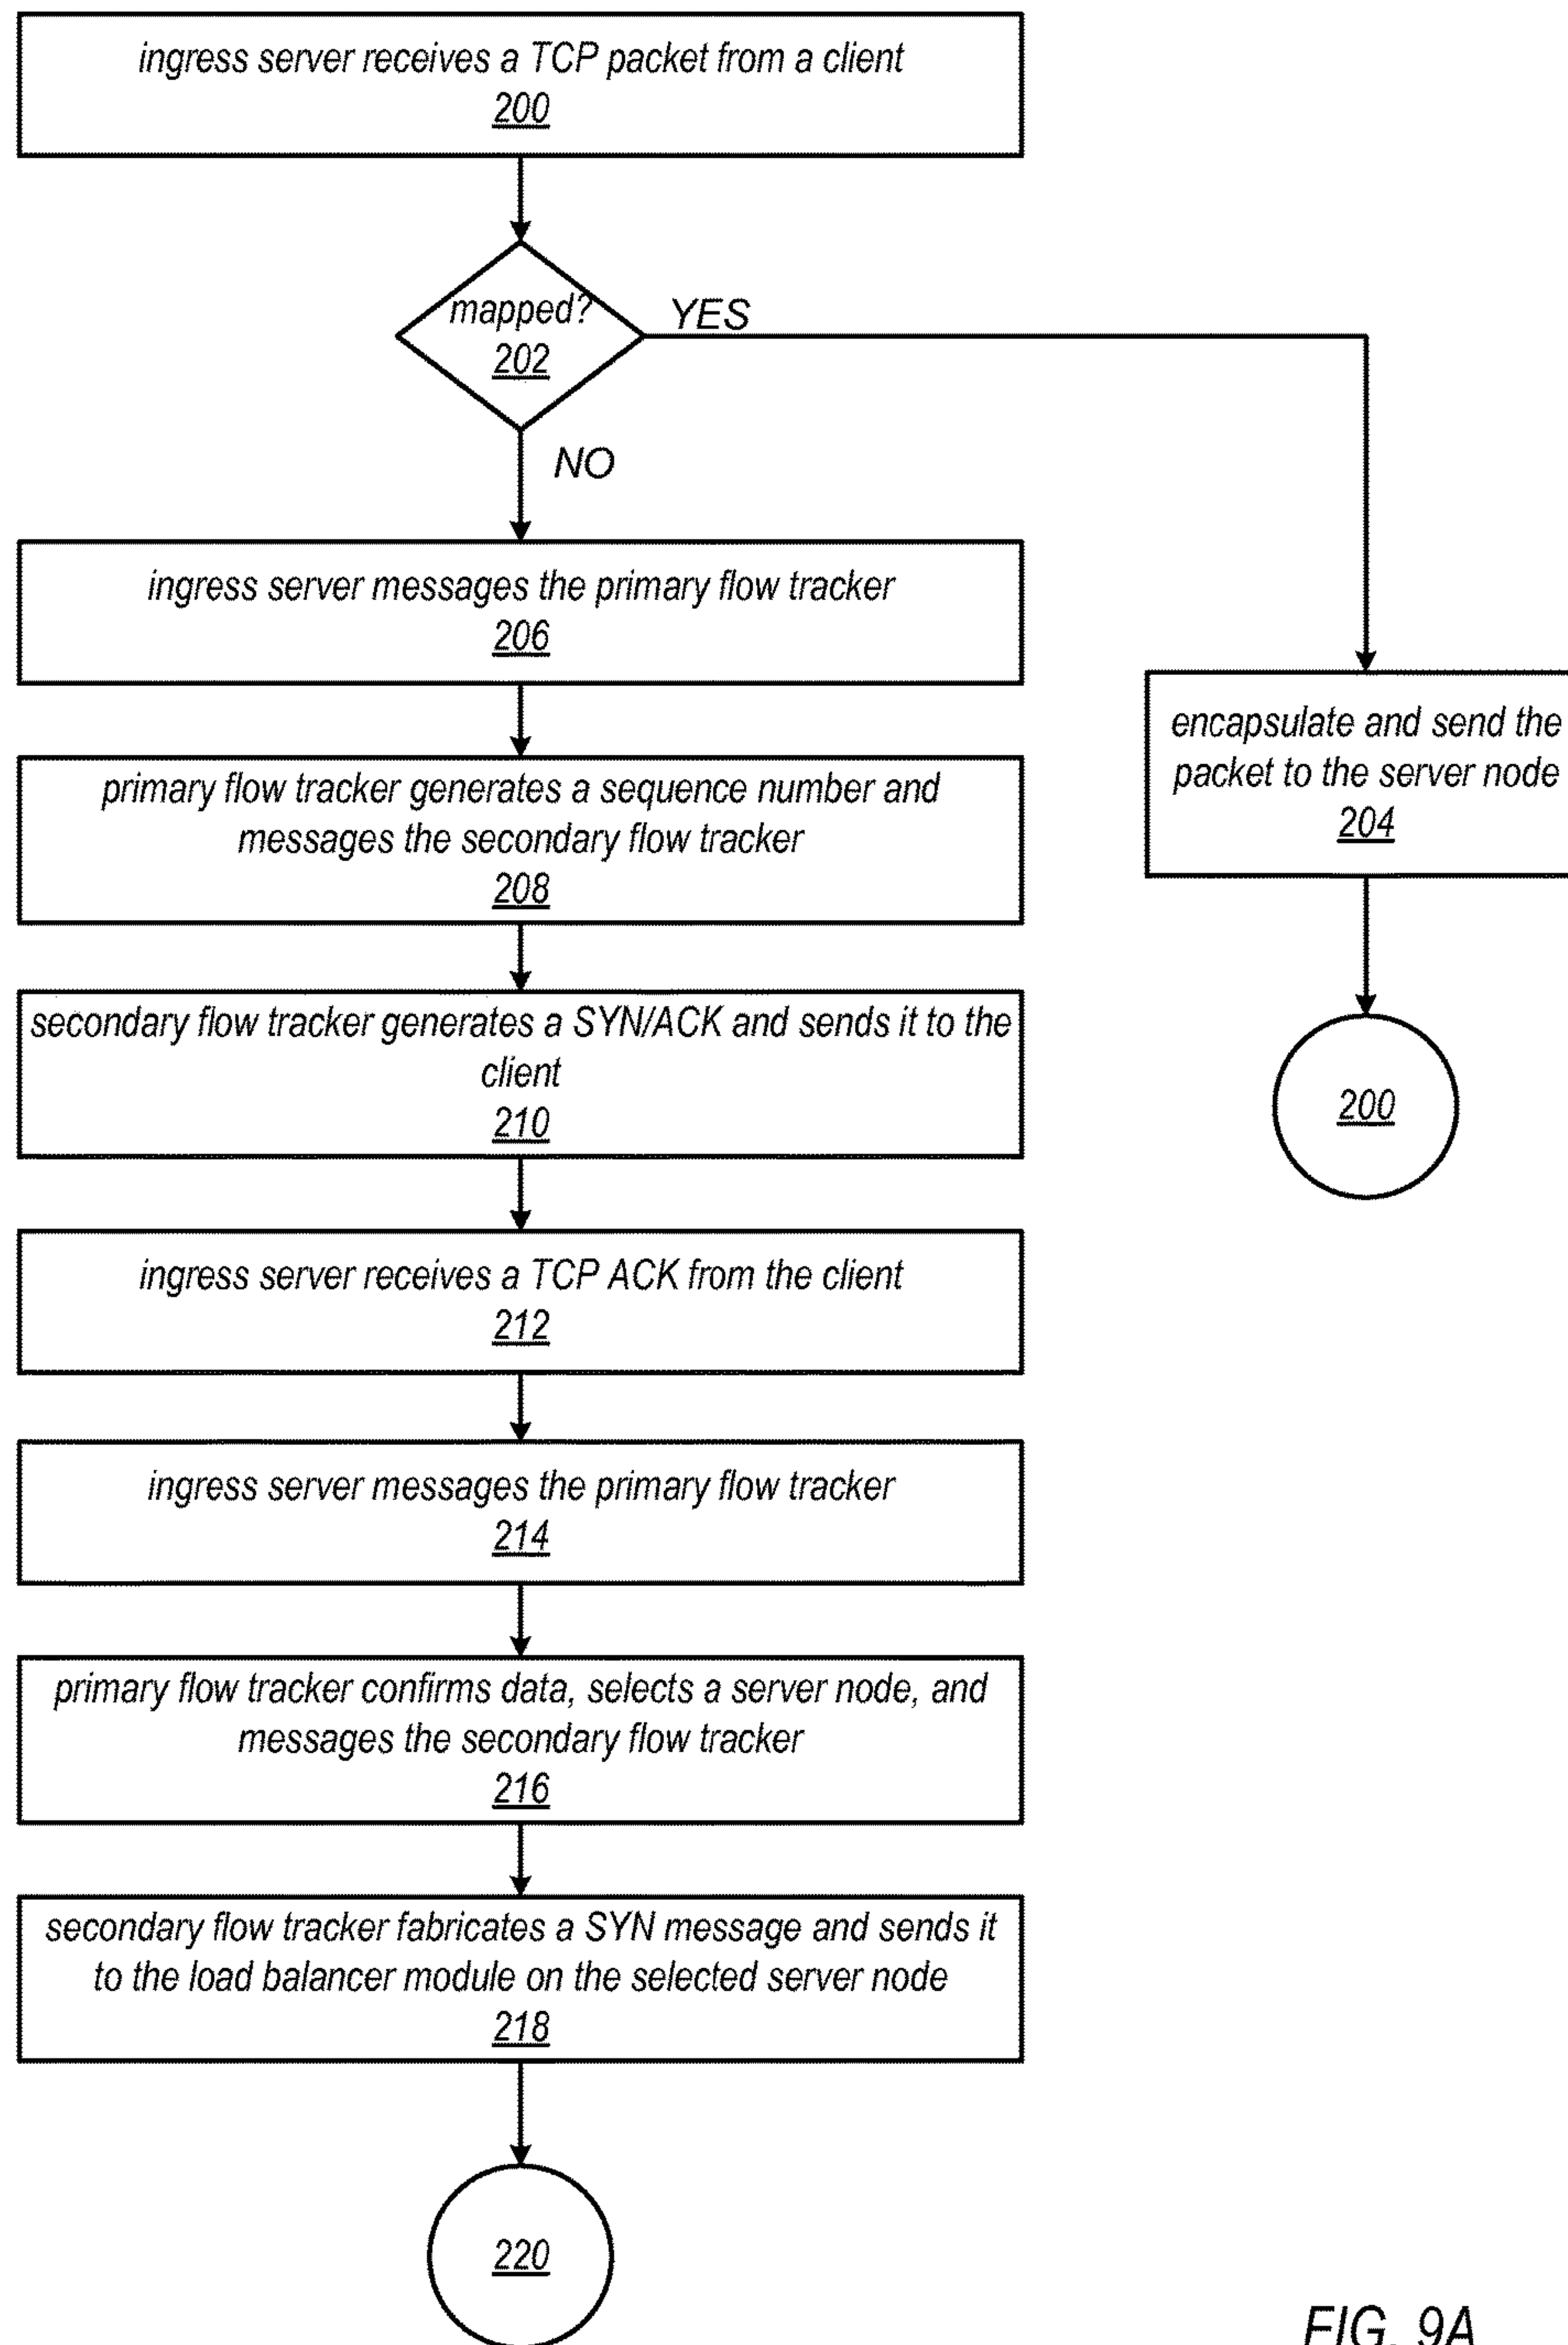 ingress server receives a TCP packet from a client
200
mapped?
202
YES
NO
ingress server messages the primary flow tracker
206
encapsulate and send the
packet to the server node
204
primary flow tracker generates a sequence number and
messages the secondary flow tracker
208
secondary flow tracker generates a SYN/ACK and sends it to the
client
210
200
ingress server receives a TCP ACK from the client
212
ingress server messages the primary flow tracker
214
primary flow tracker confirms data, selects a server node, and
messages the secondary flow tracker
216
secondary flow tracker fabricates a SYN message and sends it
to the load balancer module on the selected server node
218
220
FIG. 9A